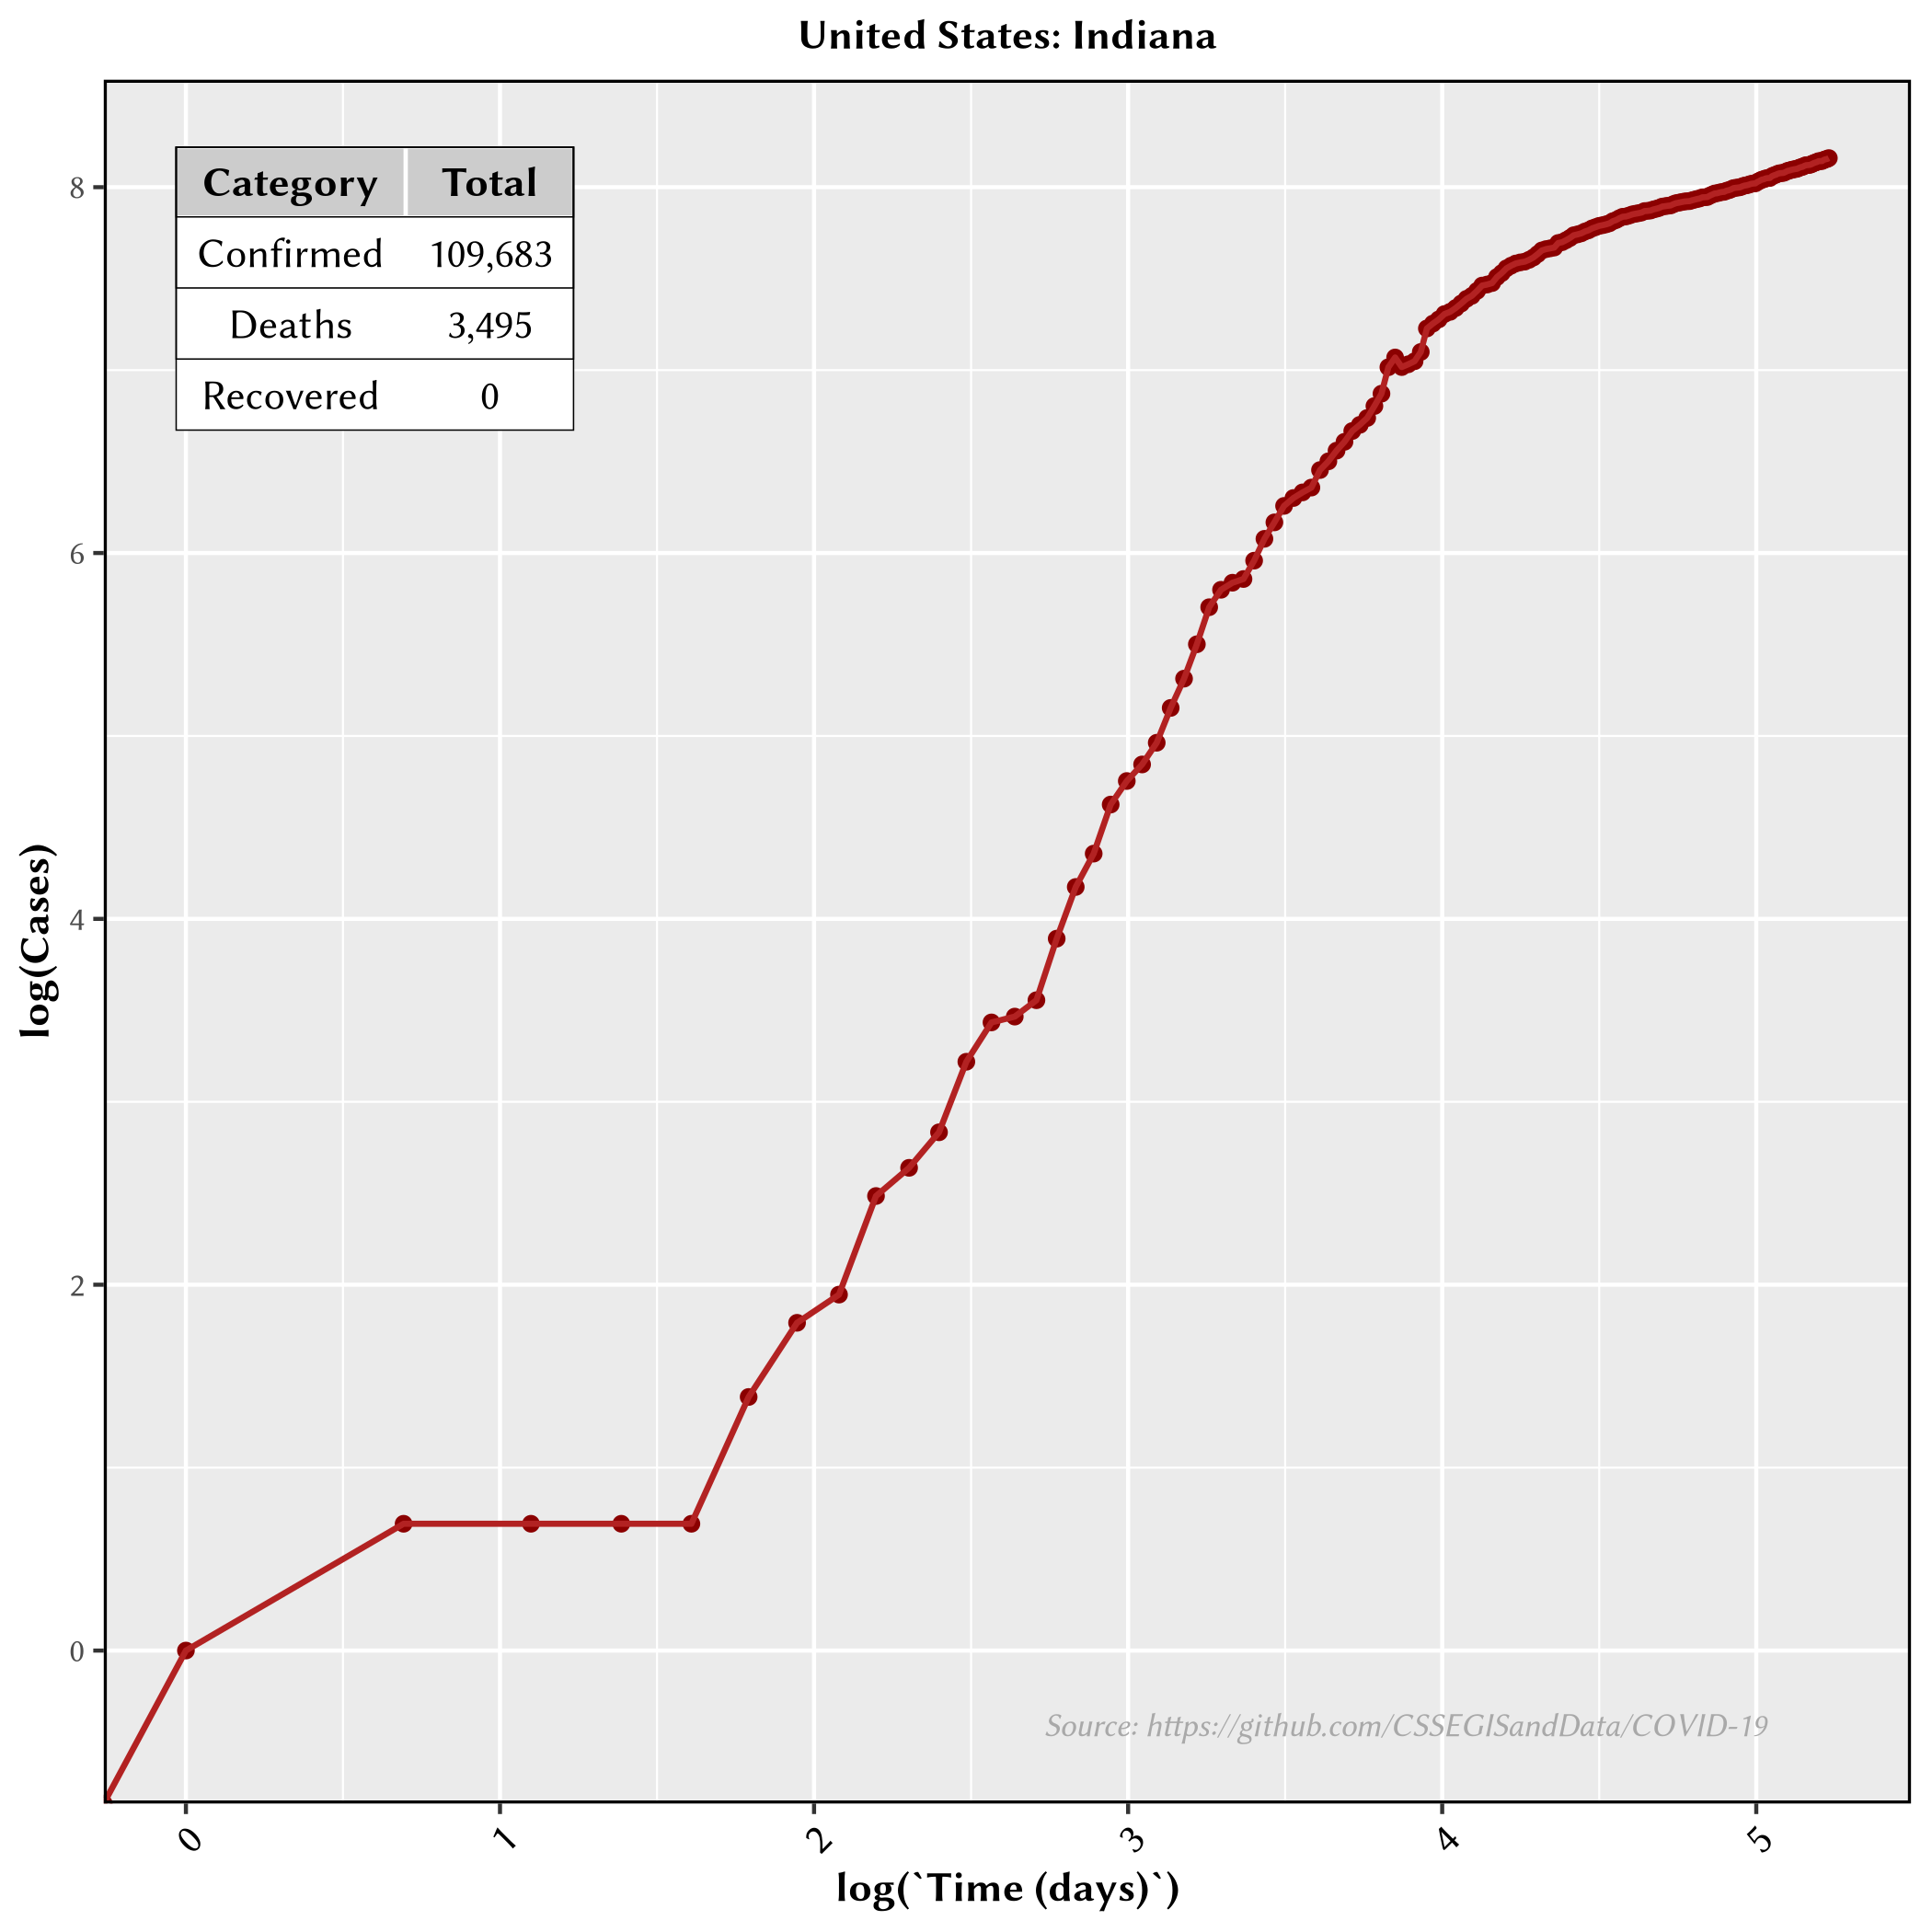 United States: Indiana
Category Total
Confirmed 109,683
Deaths 3,495
Recovered 0
8
6
4
2
0
log(Cases)
Source: https://github.com/CSSEGISandData/COVID-19
0 1 2 3 4 5
log(`Time (days)`)